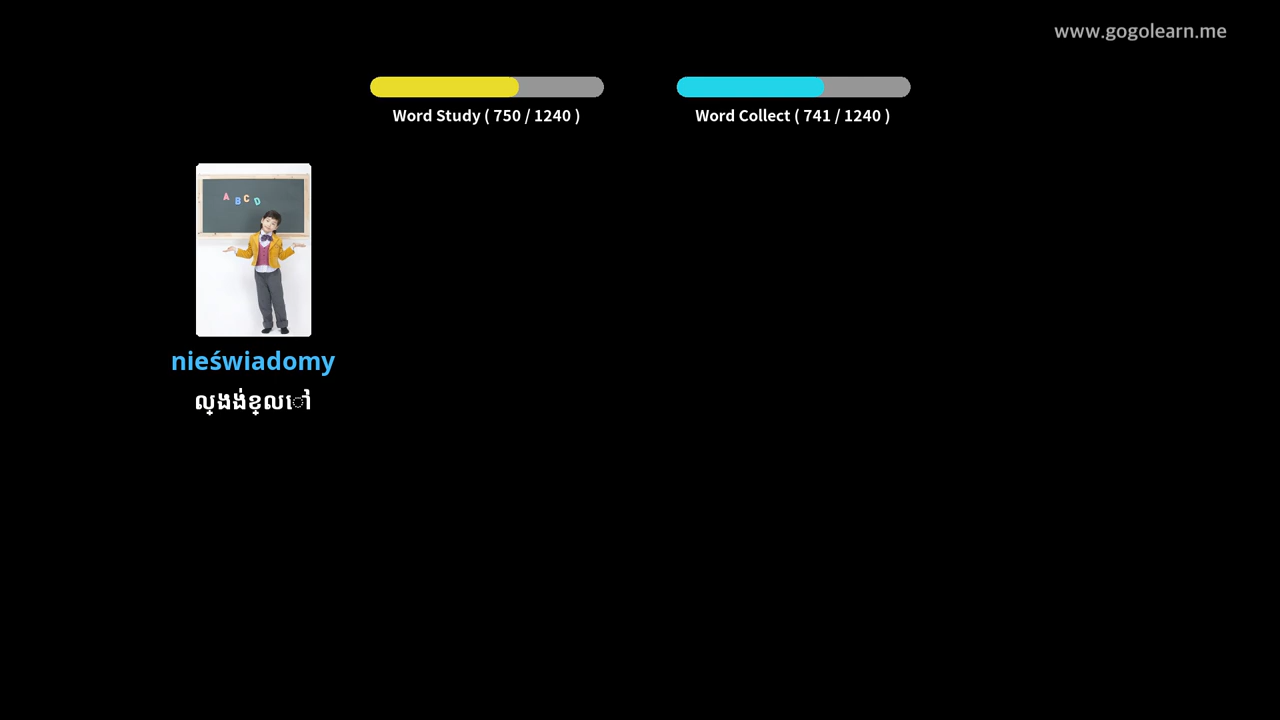 www.gogolearn.me
Word Study ( 750 / 1240 )
Word Collect ( 741 / 1240 )
A B C D
nieświadomy
ល្ងង់ខ្លៅ